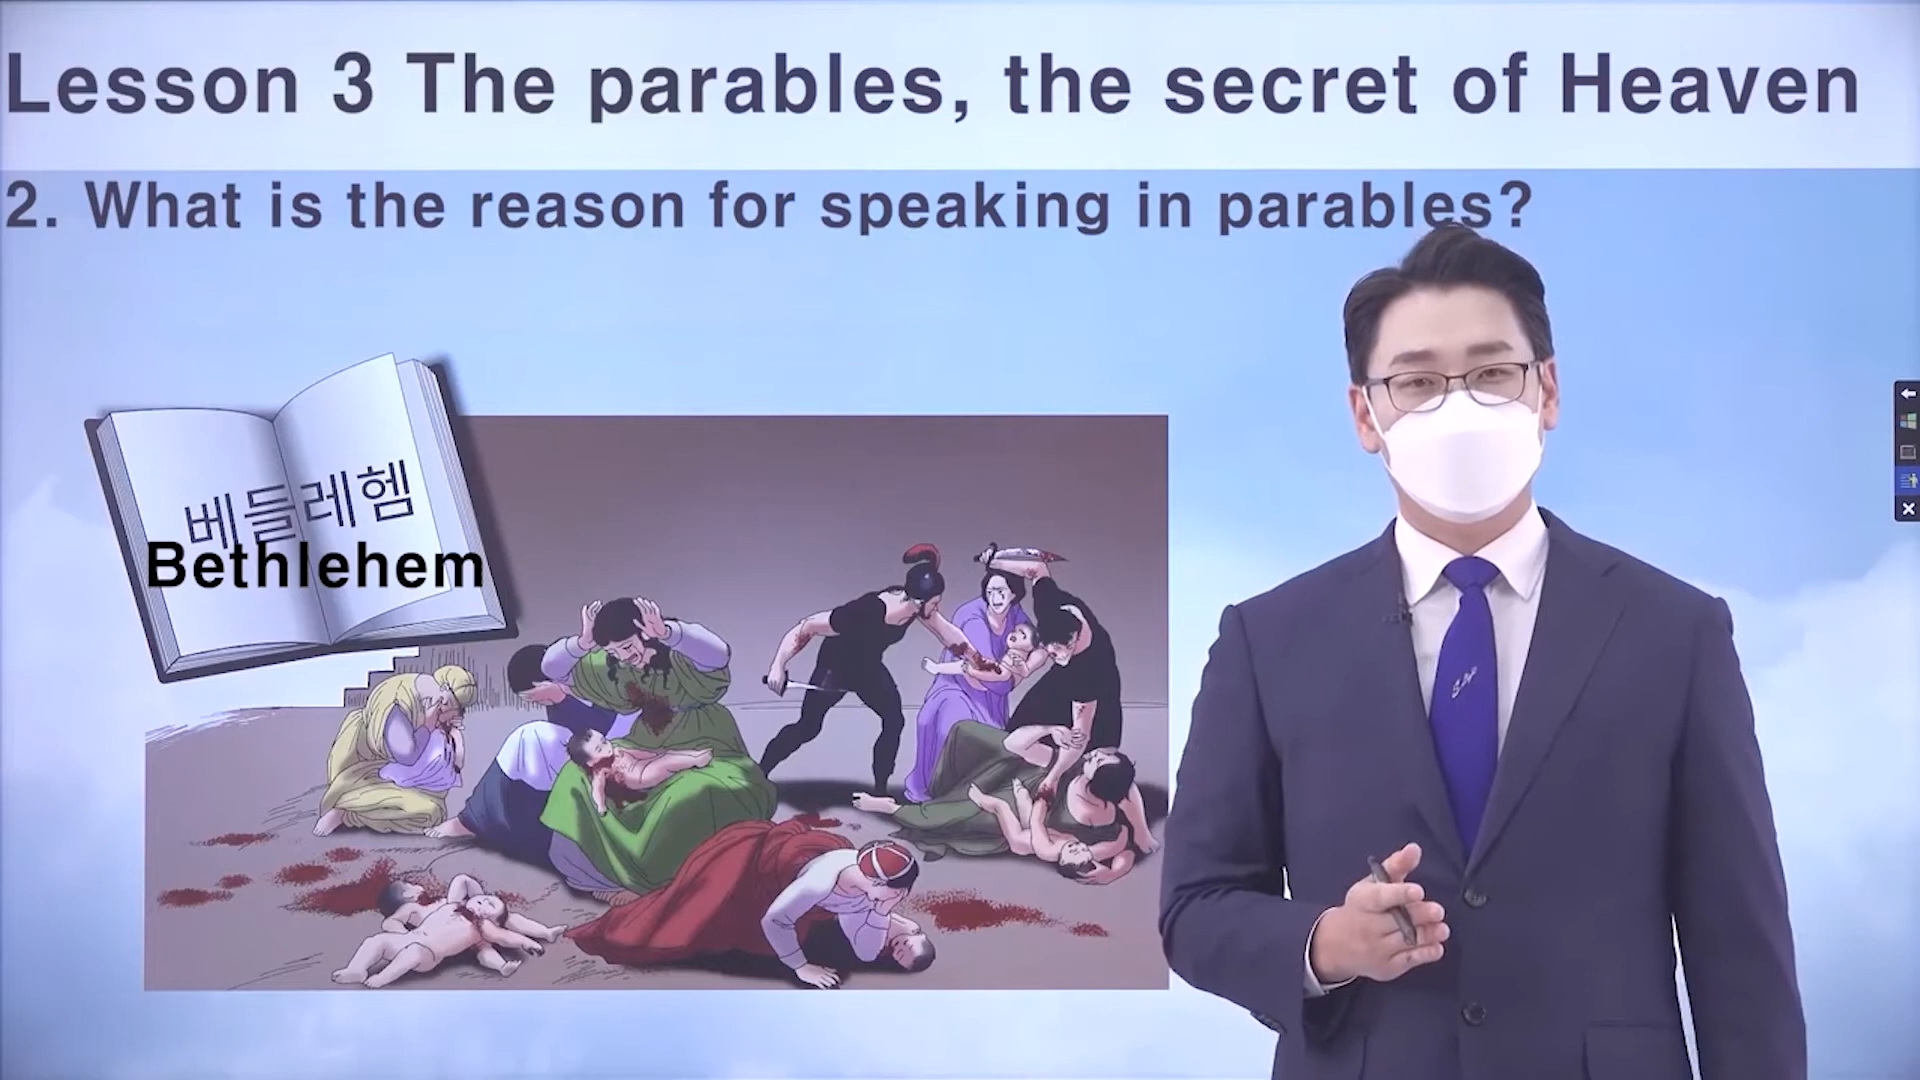 Lesson 3 The parables, the secret of Heaven
2. What is the reason for speaking in parables?
베들레헴
Bethlehem